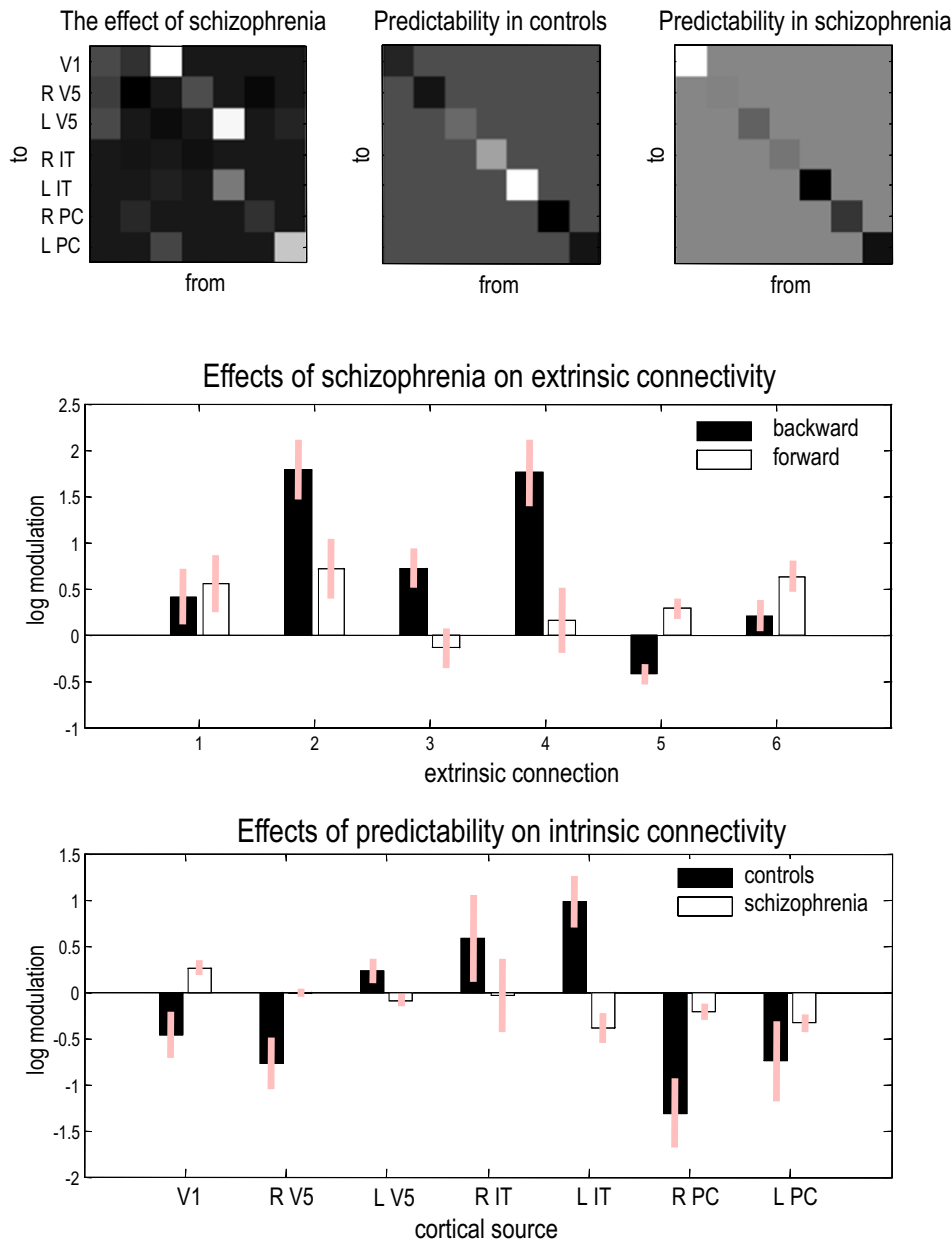 The effect of schizophrenia
Predictability in controls
Predictability in schizophrenia
V1
R V5
L V5
R IT
L IT
R PC
L PC
to
to
to
from
from
from
Effects of schizophrenia on extrinsic connectivity
2.5
2
1.5
1
0.5
0
-0.5
-1
log modulation
backward
forward
1 2 3 4 5 6
extrinsic connection
Effects of predictability on intrinsic connectivity
1.5
1
0.5
0
-0.5
-1
-1.5
-2
log modulation
controls
schizophrenia
V1 R V5 L V5 R IT L IT R PC L PC
cortical source